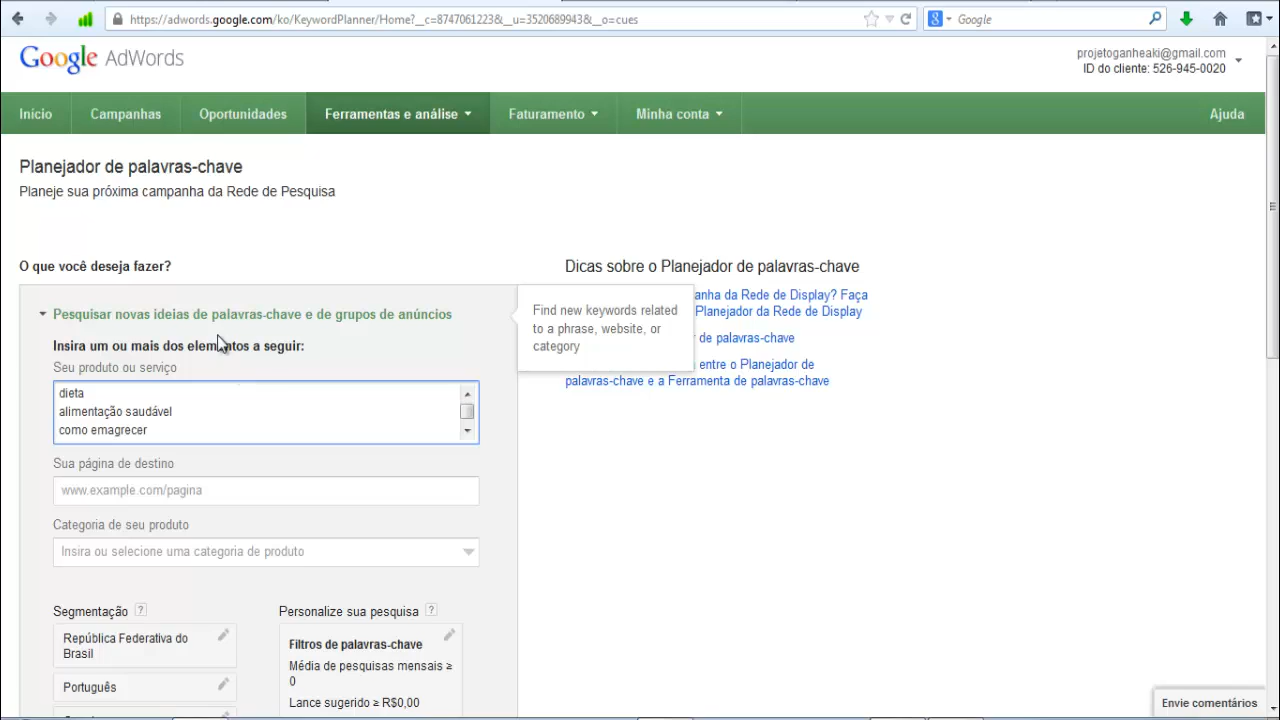 https://adwords.google.com/ko/KeywordPlanner/Home?__c=8747061223&__u=3520689943&__o=cues
Google
Google AdWords
projetoganheaki@gmail.com
ID do cliente: 526-945-0020
Início
Campanhas
Oportunidades
Ferramentas e análise
Faturamento
Minha conta
Ajuda
Planejador de palavras-chave
Planeje sua próxima campanha da Rede de Pesquisa
O que você deseja fazer?
Pesquisar novas ideias de palavras-chave e de grupos de anúncios
Insira um ou mais dos elementos a seguir:
Seu produto ou serviço
dieta
alimentação saudável
como emagrecer
Sua página de destino
www.example.com/pagina
Categoria de seu produto
Insira ou selecione uma categoria de produto
Segmentação ?
República Federativa do
Brasil
Português
Personalize sua pesquisa ?
Filtros de palavras-chave
Média de pesquisas mensais ≥
0
Lance sugerido ≥ R$0,00
Find new keywords related
to a phrase, website, or
category
Dicas sobre o Planejador de palavras-chave
anha da Rede de Display? Faça
Planejador da Rede de Display
de palavras-chave
entre o Planejador de
palavras-chave e a Ferramenta de palavras-chave
Envie comentários